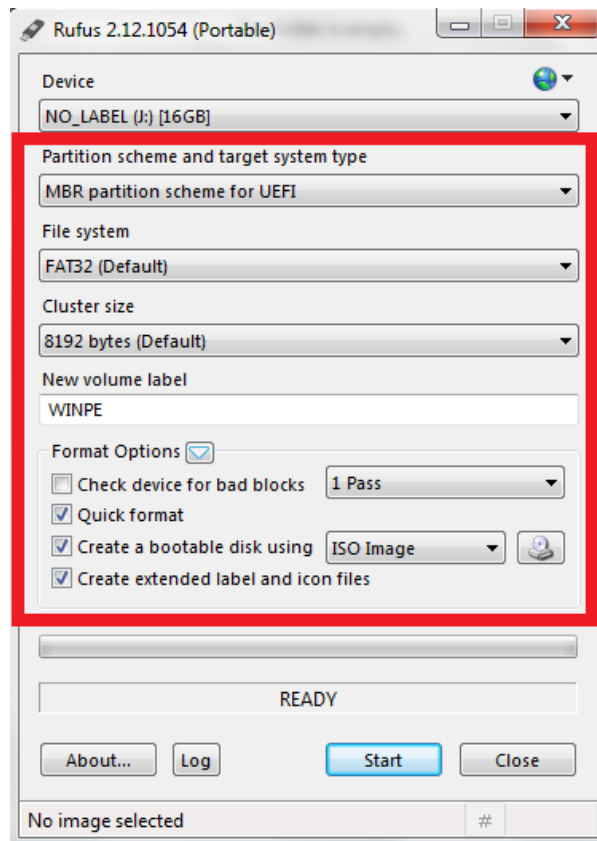 Rufus 2.12.1054 (Portable)
Device
NO_LABEL (J:) [16GB]
Partition scheme and target system type
MBR partition scheme for UEFI
File system
FAT32 (Default)
Cluster size
8192 bytes (Default)
New volume label
WINPE
Format Options
Check device for bad blocks 1 Pass
Quick format
Create a bootable disk using ISO Image
Create extended label and icon files
READY
About... Log Start Close
No image selected #